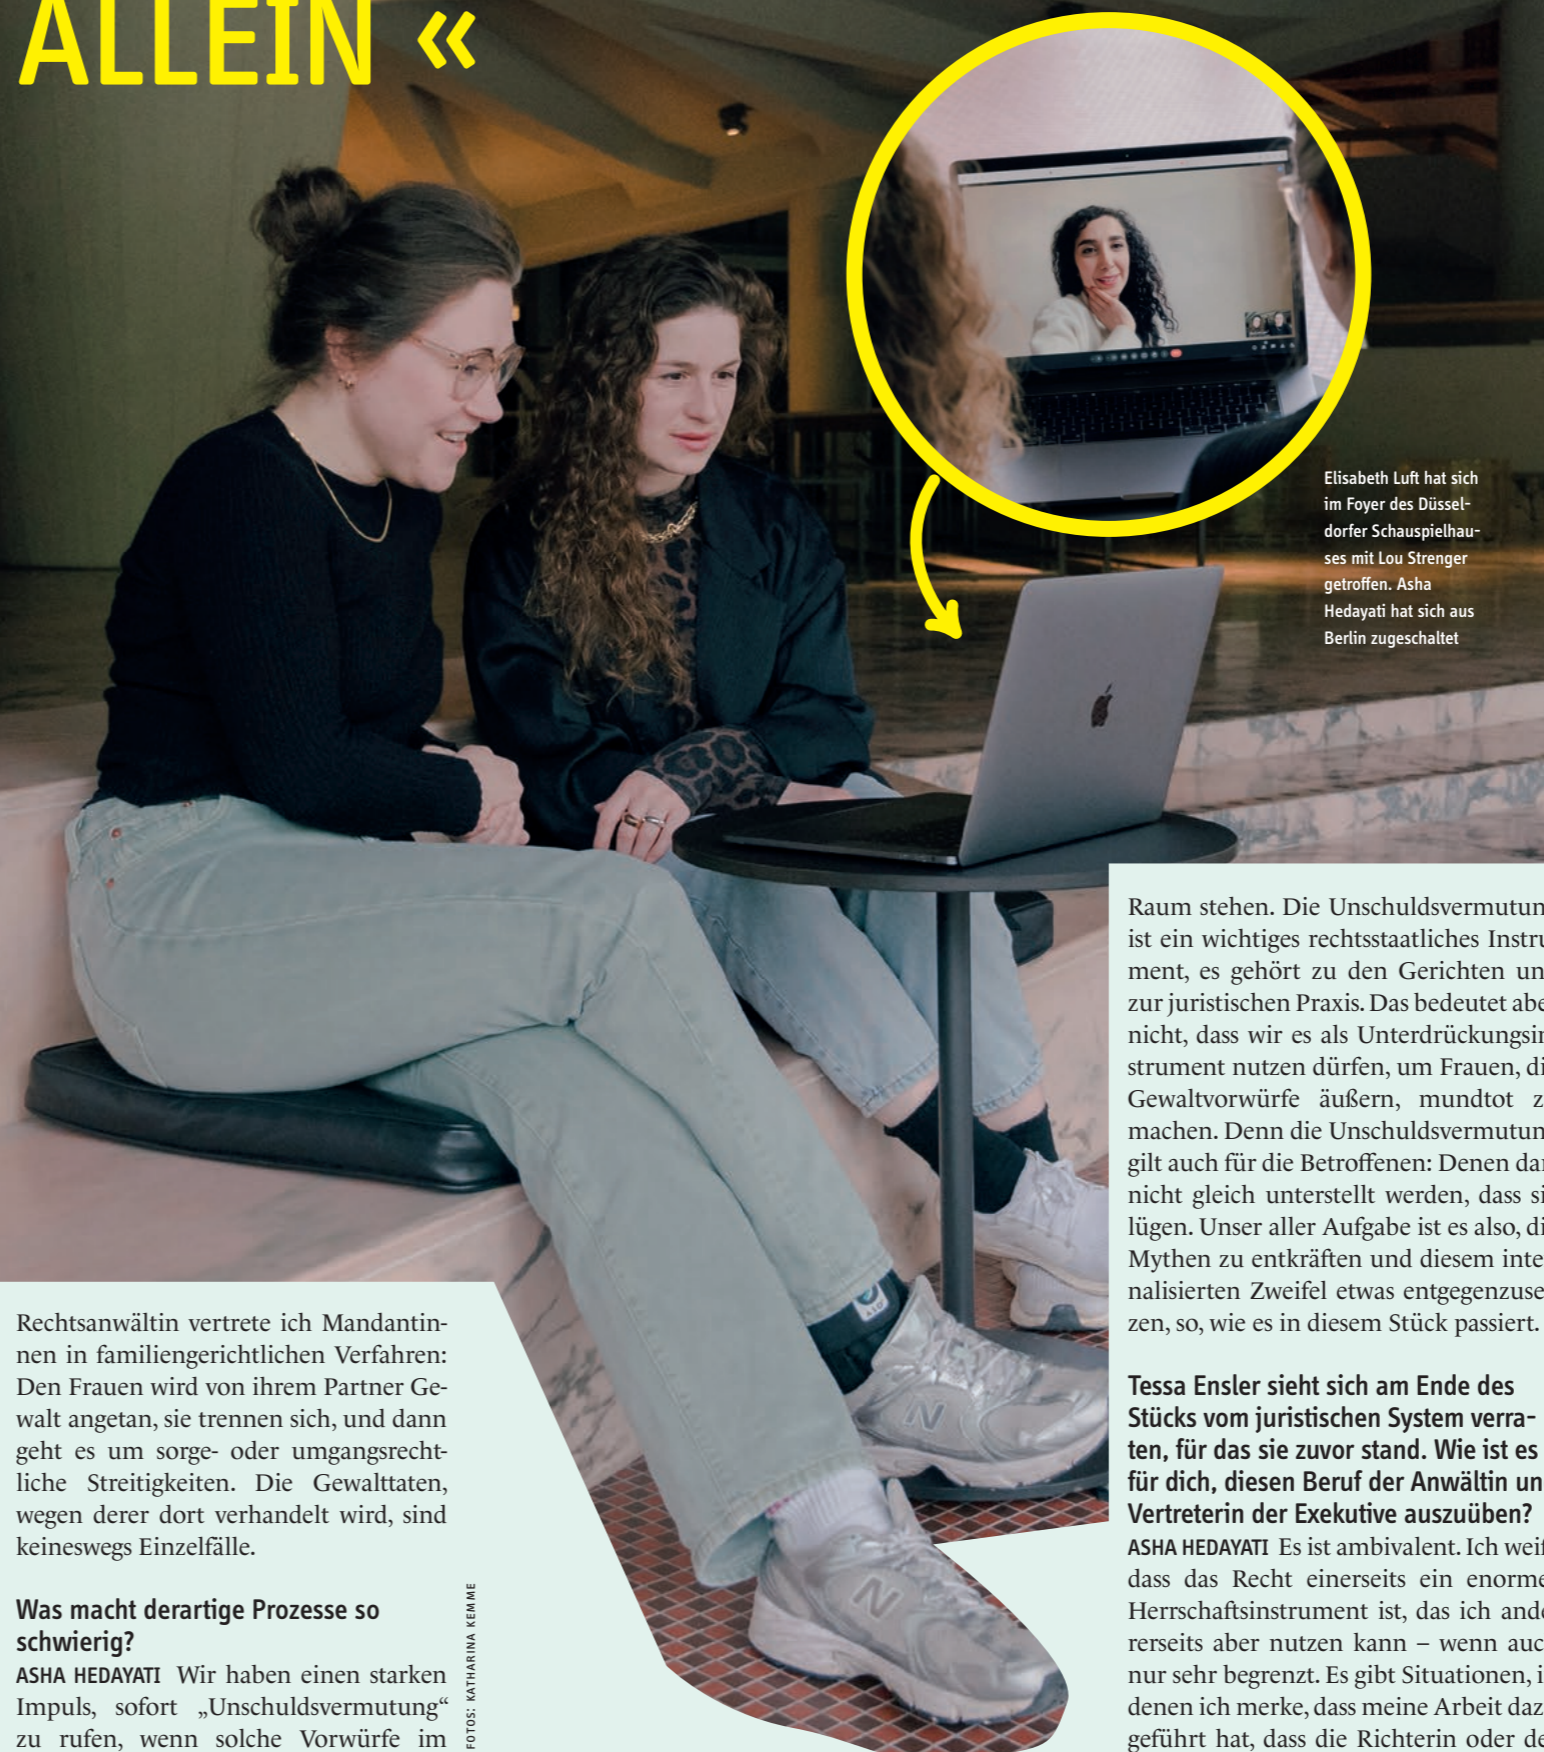 ALLEIN «
Elisabeth Luft hat sich
im Foyer des Düssel-
dorfer Schauspielhau-
ses mit Lou Strenger
getroffen. Asha
Hedayati hat sich aus
Berlin zugeschaltet
Rechtsanwältin vertrete ich Mandantin-
nen in familiengerichtlichen Verfahren:
Den Frauen wird von ihrem Partner Ge-
walt angetan, sie trennen sich, und dann
geht es um sorge- oder umgangsrecht-
liche Streitigkeiten. Die Gewalttaten,
wegen derer dort verhandelt wird, sind
keineswegs Einzelfälle.
Was macht derartige Prozesse so
schwierig?
ASHA HEDAYATI Wir haben einen starken
Impuls, sofort „Unschuldsvermutung“
zu rufen, wenn solche Vorwürfe im
FOTOS: KATHARINA KEMME
Raum stehen. Die Unschuldsvermutun
ist ein wichtiges rechtsstaatliches Instru
ment, es gehört zu den Gerichten un
zur juristischen Praxis. Das bedeutet abe
nicht, dass wir es als Unterdrückungsin
strument nutzen dürfen, um Frauen, di
Gewaltvorwürfe äußern, mundtot z
machen. Denn die Unschuldsvermutun
gilt auch für die Betroffenen: Denen dar
nicht gleich unterstellt werden, dass si
lügen. Unser aller Aufgabe ist es also, di
Mythen zu entkräften und diesem inte
nalisierten Zweifel etwas entgegenzuse
zen, so, wie es in diesem Stück passiert.
Tessa Ensler sieht sich am Ende des
Stücks vom juristischen System verra-
ten, für das sie zuvor stand. Wie ist es
für dich, diesen Beruf der Anwältin un
Vertreterin der Exekutive auszuüben?
ASHA HEDAYATI Es ist ambivalent. Ich weiß
dass das Recht einerseits ein enorme
Herrschaftsinstrument ist, das ich ande
rerseits aber nutzen kann – wenn auc
nur sehr begrenzt. Es gibt Situationen, i
denen ich merke, dass meine Arbeit daz
geführt hat, dass die Richterin oder de
N
N